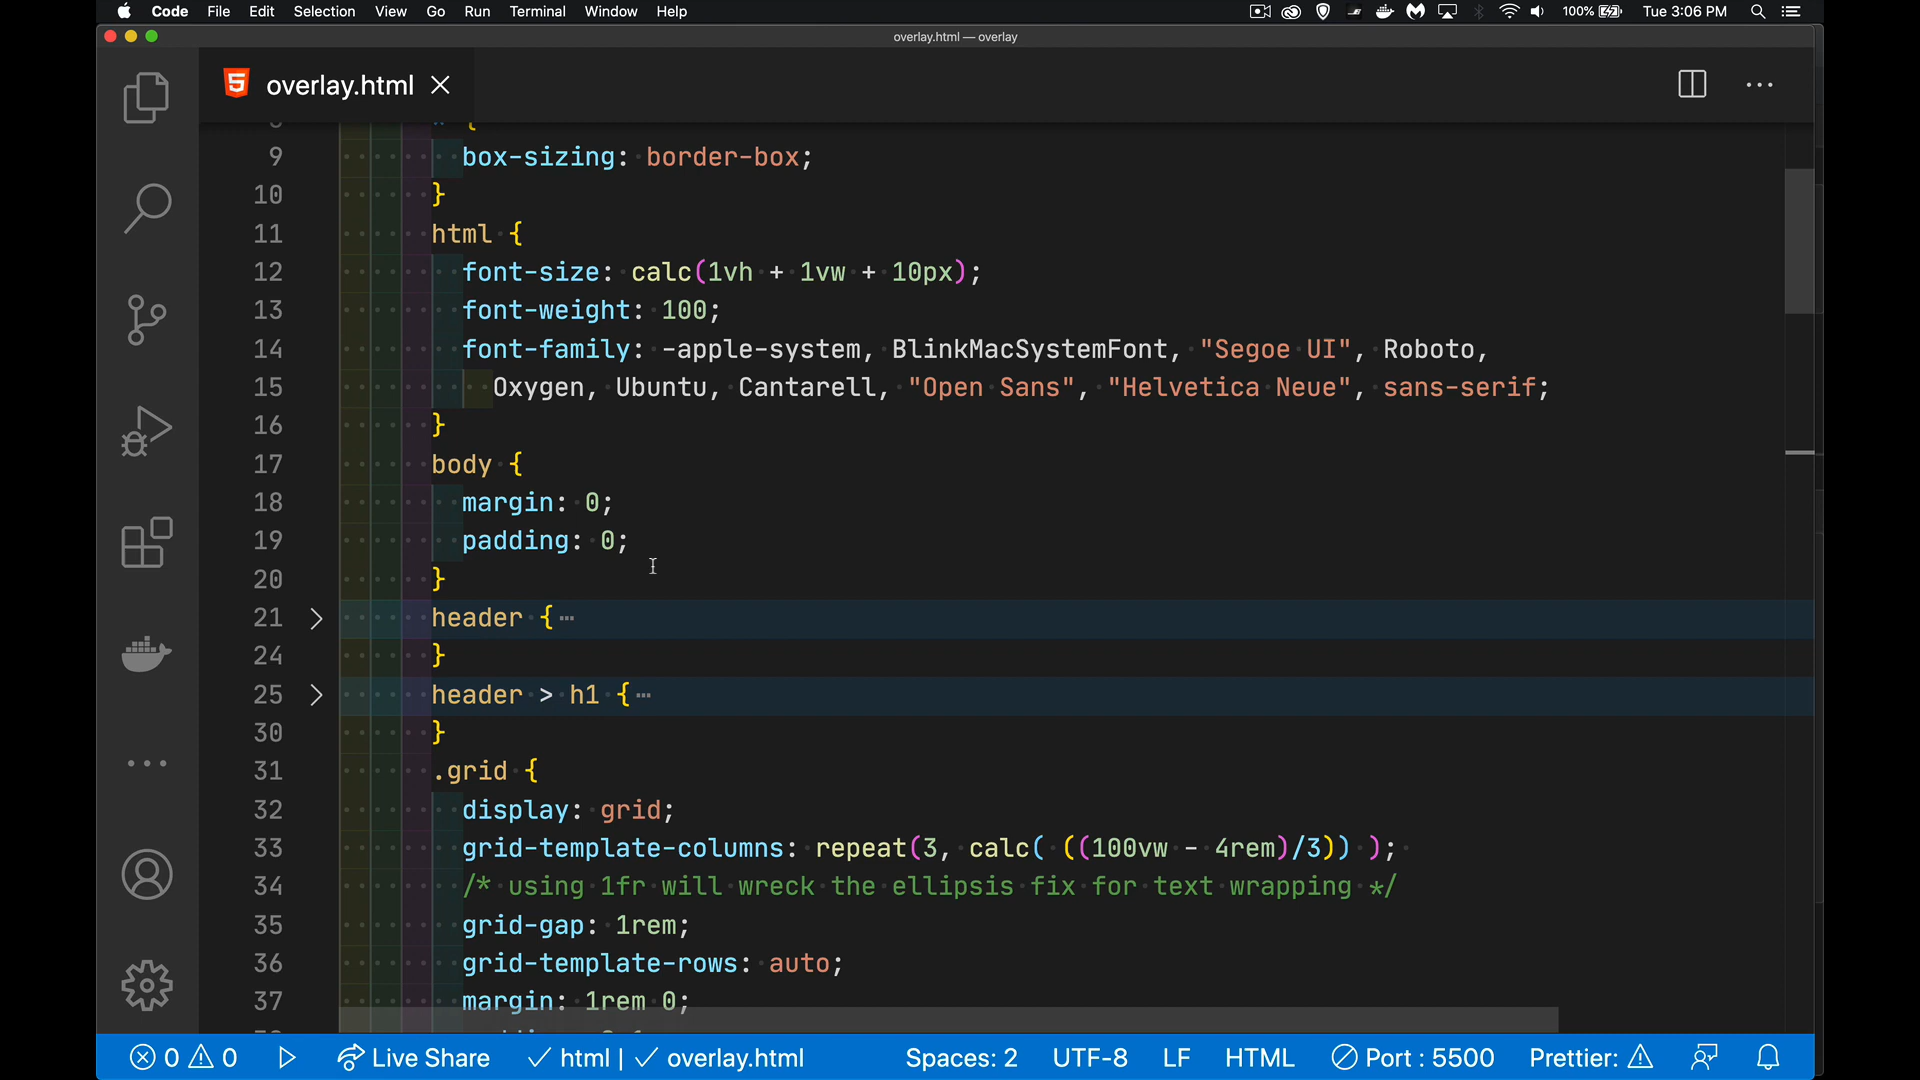 Code File Edit Selection View Go Run Terminal Window Help 100% Tue 3:06 PM
overlay.html — overlay
overlay.html
{
9 box-sizing: border-box;
10 }
11 html {
12 font-size: calc(1vh + 1vw + 10px);
13 font-weight: 100;
14 font-family: -apple-system, BlinkMacSystemFont, "Segoe UI", Roboto,
15 Oxygen, Ubuntu, Cantarell, "Open Sans", "Helvetica Neue", sans-serif;
16 }
17 body {
18 margin: 0;
19 padding: 0;
20 }
21 header { ⋯
24 }
25 header > h1 { ⋯
30 }
31 .grid {
32 display: grid;
33 grid-template-columns: repeat(3, calc( ((100vw - 4rem)/3)) );
34 /* using 1fr will wreck the ellipsis fix for text wrapping */
35 grid-gap: 1rem;
36 grid-template-rows: auto;
37 margin: 1rem 0;
0 0 Live Share html | overlay.html Spaces: 2 UTF-8 LF HTML Port : 5500 Prettier: